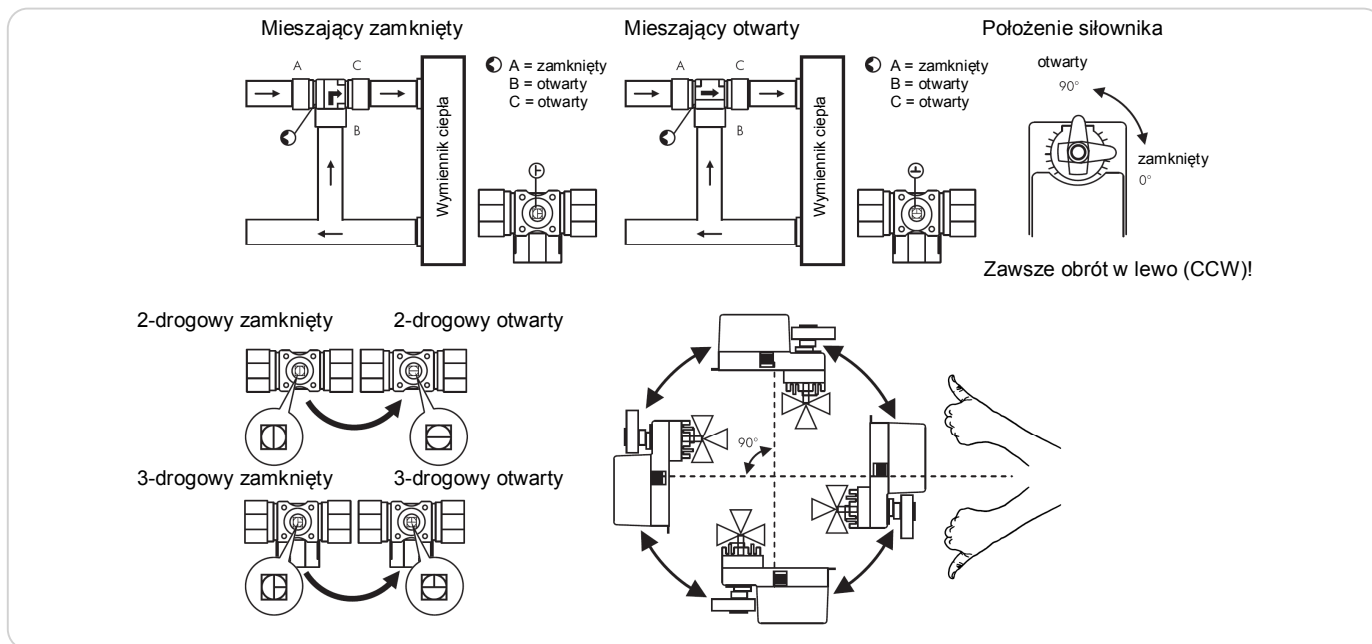 Mieszający zamknięty
A
C
B
Wymiennik ciepła
A = zamknięty
B = otwarty
C = otwarty
Mieszający otwarty
A
C
B
Wymiennik ciepła
A = zamknięty
B = otwarty
C = otwarty
Położenie siłownika
otwarty
90°
zamknięty
0°
Zawsze obrót w lewo (CCW)!
2-drogowy zamknięty
2-drogowy otwarty
3-drogowy zamknięty
3-drogowy otwarty
90°